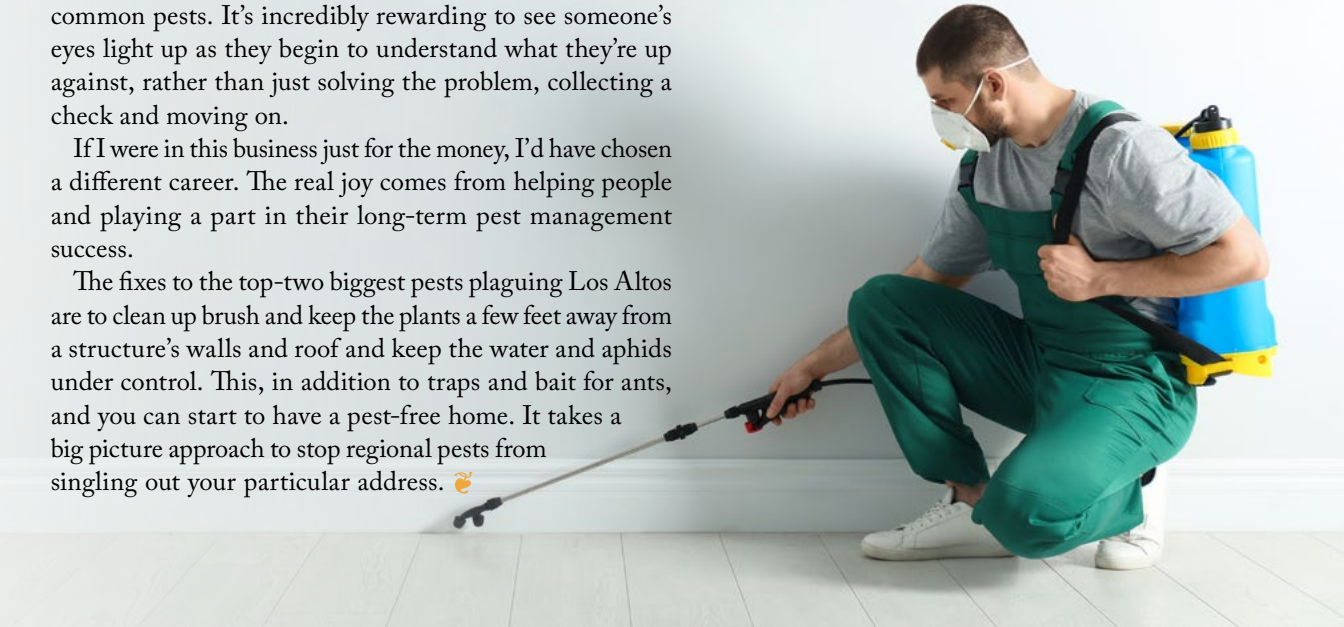 common pests. It’s incredibly rewarding to see someone’s
eyes light up as they begin to understand what they’re up
against, rather than just solving the problem, collecting a
check and moving on.
If I were in this business just for the money, I’d have chosen
a different career. The real joy comes from helping people
and playing a part in their long-term pest management
success.
The fixes to the top-two biggest pests plaguing Los Altos
are to clean up brush and keep the plants a few feet away from
a structure’s walls and roof and keep the water and aphids
under control. This, in addition to traps and bait for ants,
and you can start to have a pest-free home. It takes a
big picture approach to stop regional pests from
singling out your particular address.